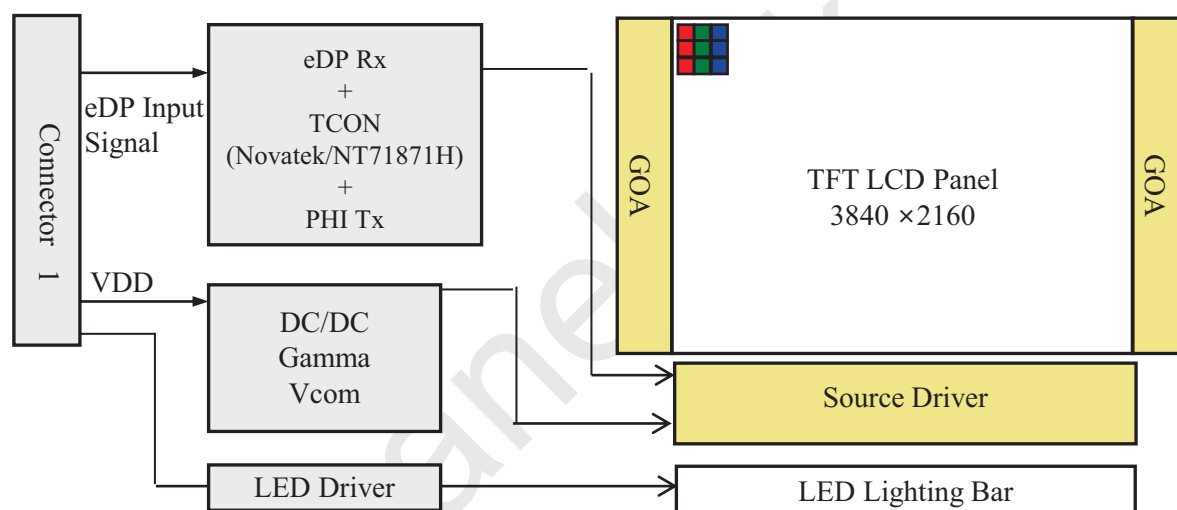 Connector 1
eDP Input
Signal
VDD
eDP Rx
+
TCON
(Novatek/NT71871H)
+
PHI Tx
DC/DC
Gamma
Vcom
LED Driver
GOA
TFT LCD Panel
3840 ×2160
GOA
Source Driver
LED Lighting Bar